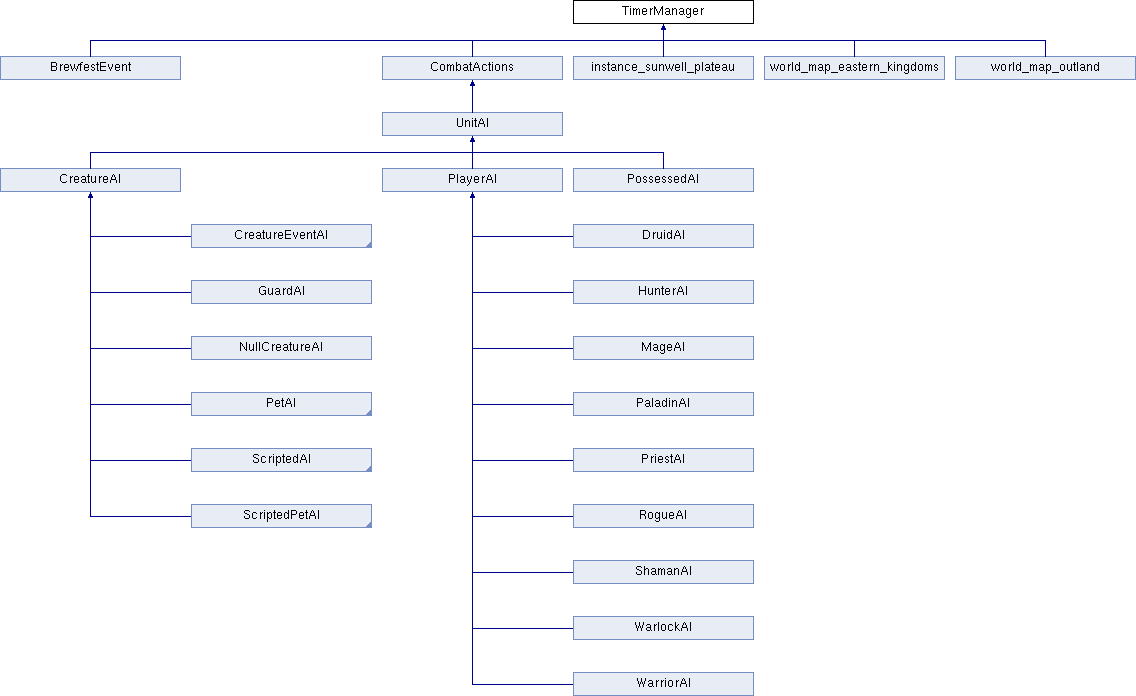 TimerManager
BrewfestEvent
CombatActions
instance_sunwell_plateau
world_map_eastern_kingdoms
world_map_outland
UnitAI
CreatureAI
PlayerAI
PossessedAI
CreatureEventAI
DruidAI
GuardAI
HunterAI
NullCreatureAI
MageAI
PetAI
PaladinAI
ScriptedAI
PriestAI
ScriptedPetAI
RogueAI
ShamanAI
WarlockAI
WarriorAI